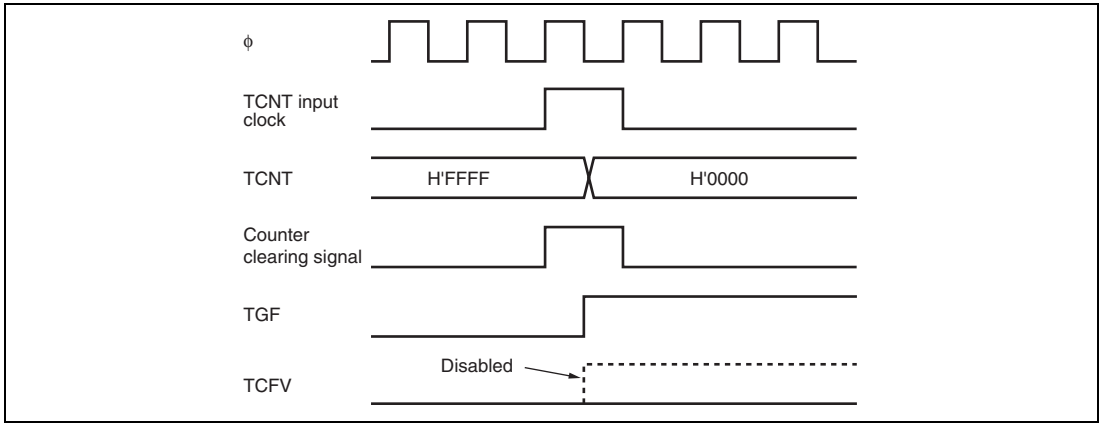 ϕ
TCNT input
clock
TCNT
H'FFFF
H'0000
Counter
clearing signal
TGF
Disabled
TCFV